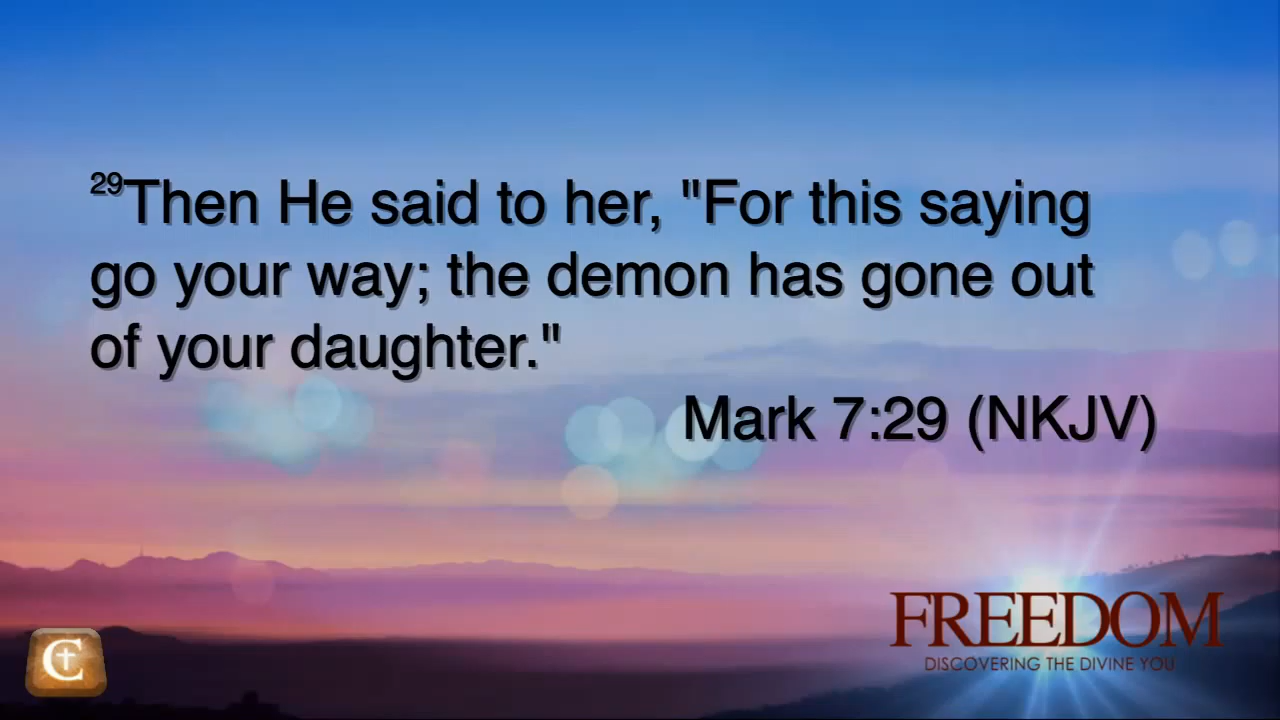 29Then He said to her, "For this saying
go your way; the demon has gone out
of your daughter."
Mark 7:29 (NKJV)
FREEDOM
DISCOVERING THE DIVINE YOU
C